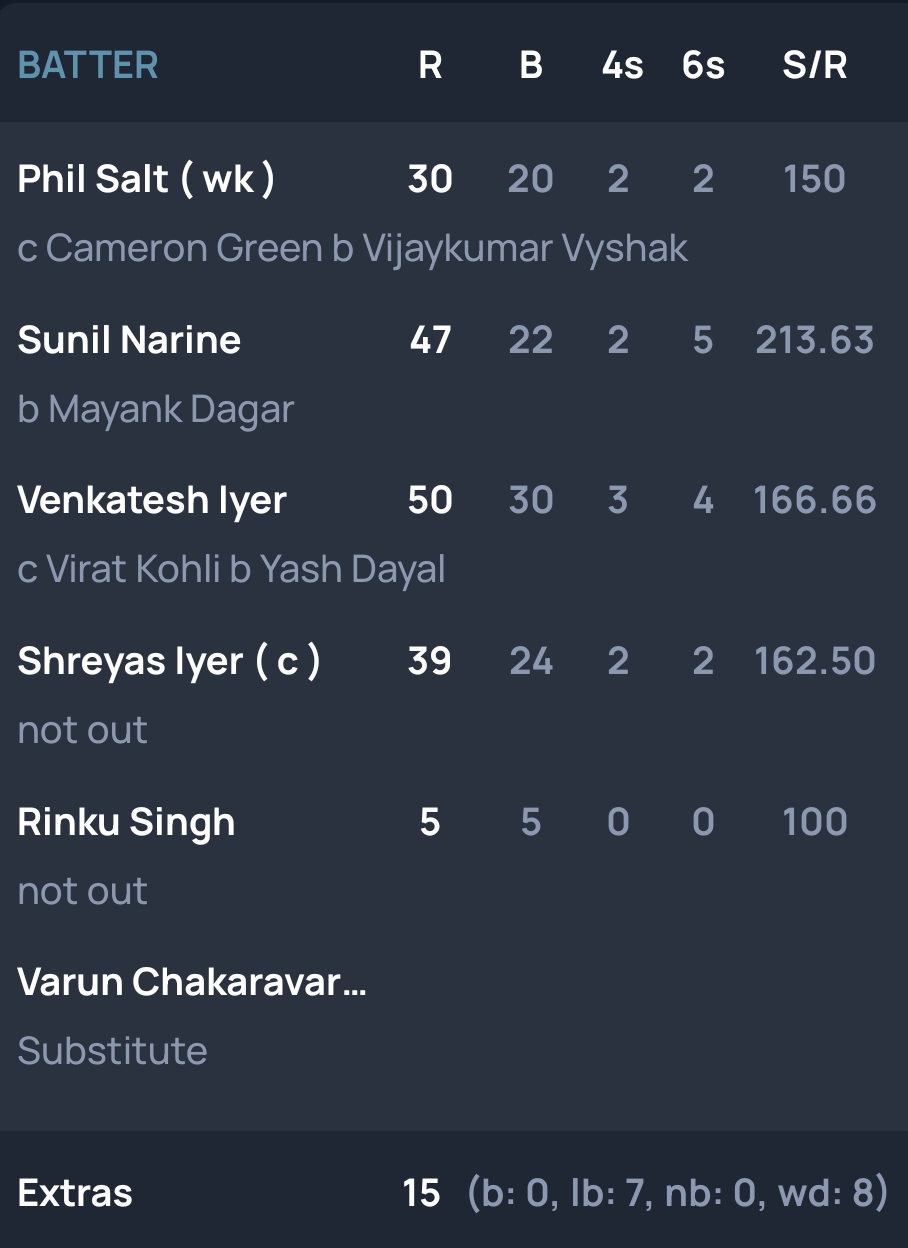 BATTER R B 4s 6s S/R
Phil Salt ( wk ) 30 20 2 2 150
c Cameron Green b Vijaykumar Vyshak
Sunil Narine 47 22 2 5 213.63
b Mayank Dagar
Venkatesh Iyer 50 30 3 4 166.66
c Virat Kohli b Yash Dayal
Shreyas Iyer ( c ) 39 24 2 2 162.50
not out
Rinku Singh 5 5 0 0 100
not out
Varun Chakaravar...
Substitute
Extras 15 (b: 0, lb: 7, nb: 0, wd: 8)